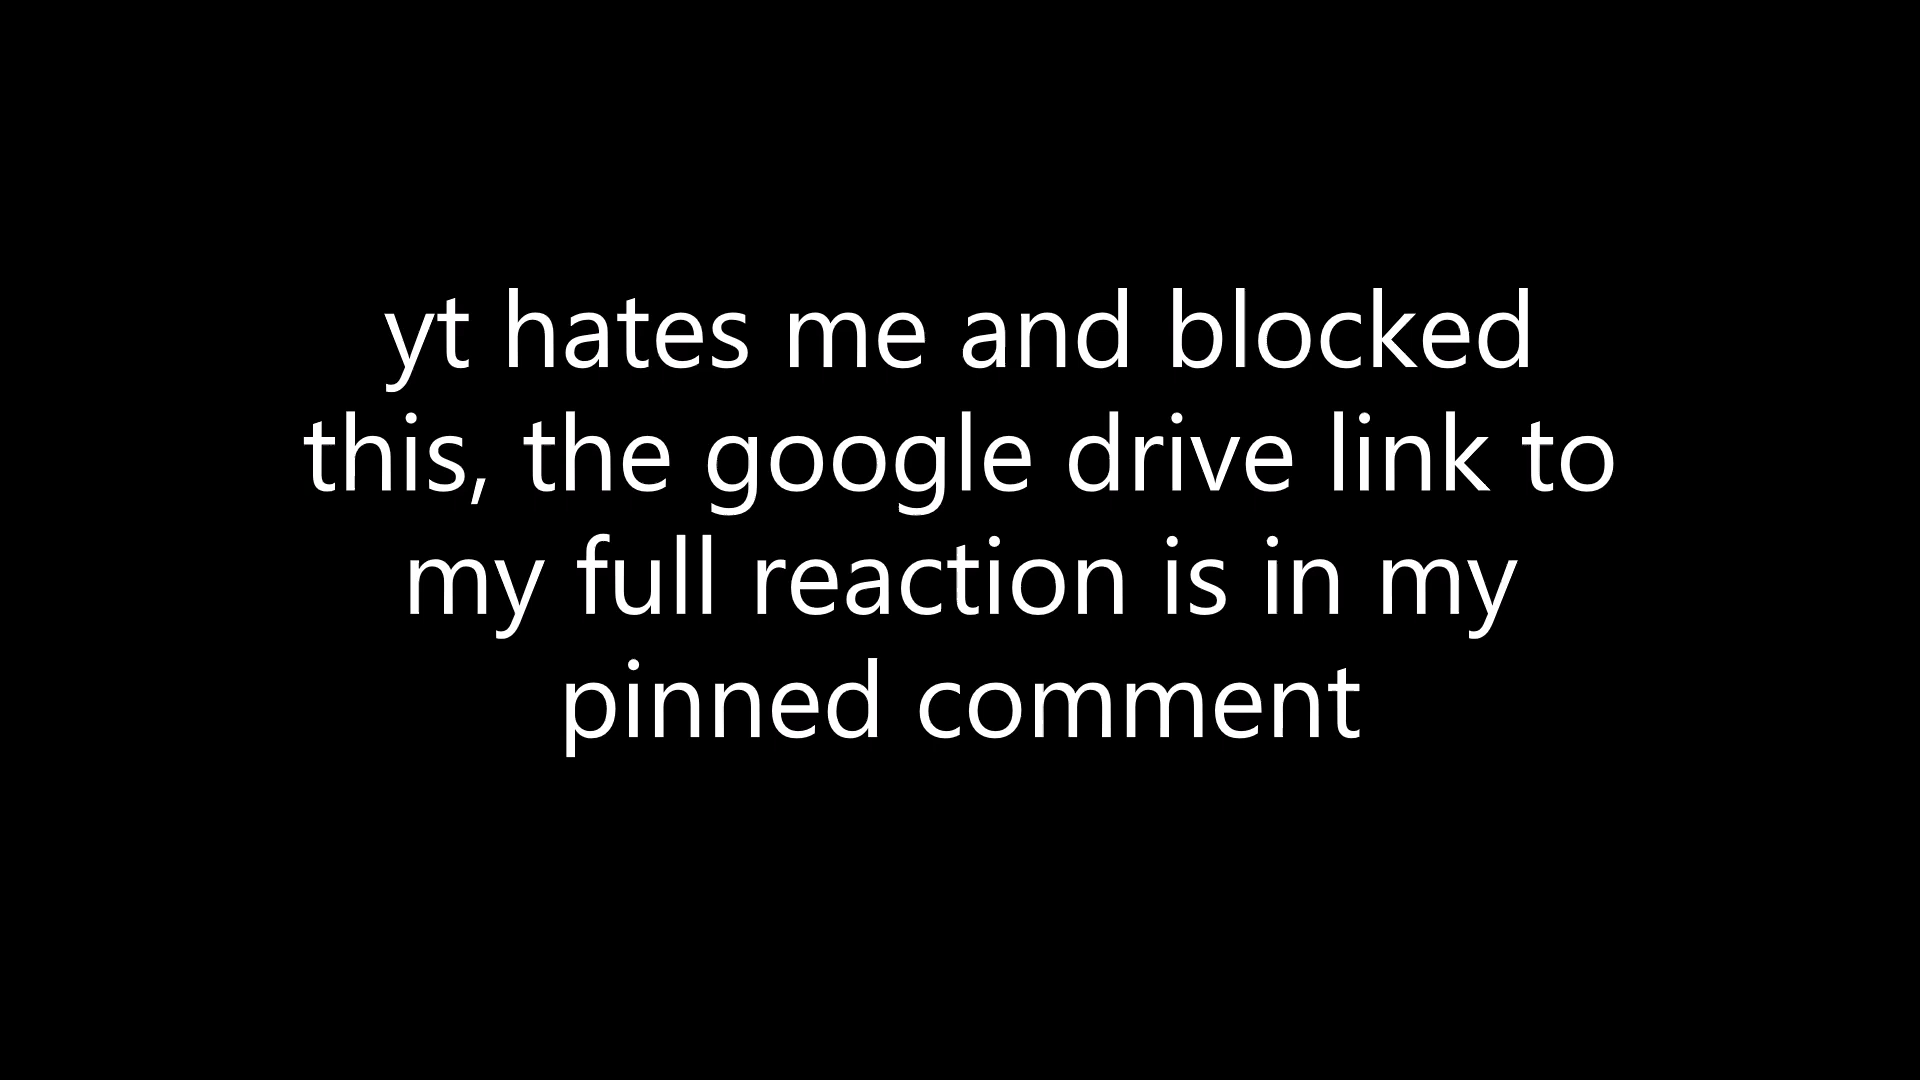 yt hates me and blocked
this, the google drive link to
my full reaction is in my
pinned comment